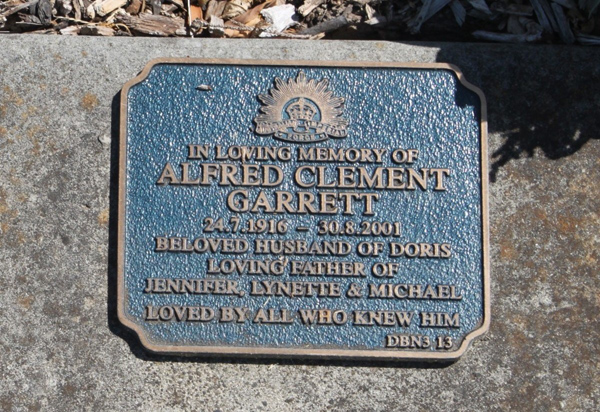 IN LOVING MEMORY OF
ALFRED CLEMENT
GARRETT
24.7.1916 – 30.8.2001
BELOVED HUSBAND OF DORIS
LOVING FATHER OF
JENNIFER, LYNETTE & MICHAEL
LOVED BY ALL WHO KNEW HIM
DBN3 13